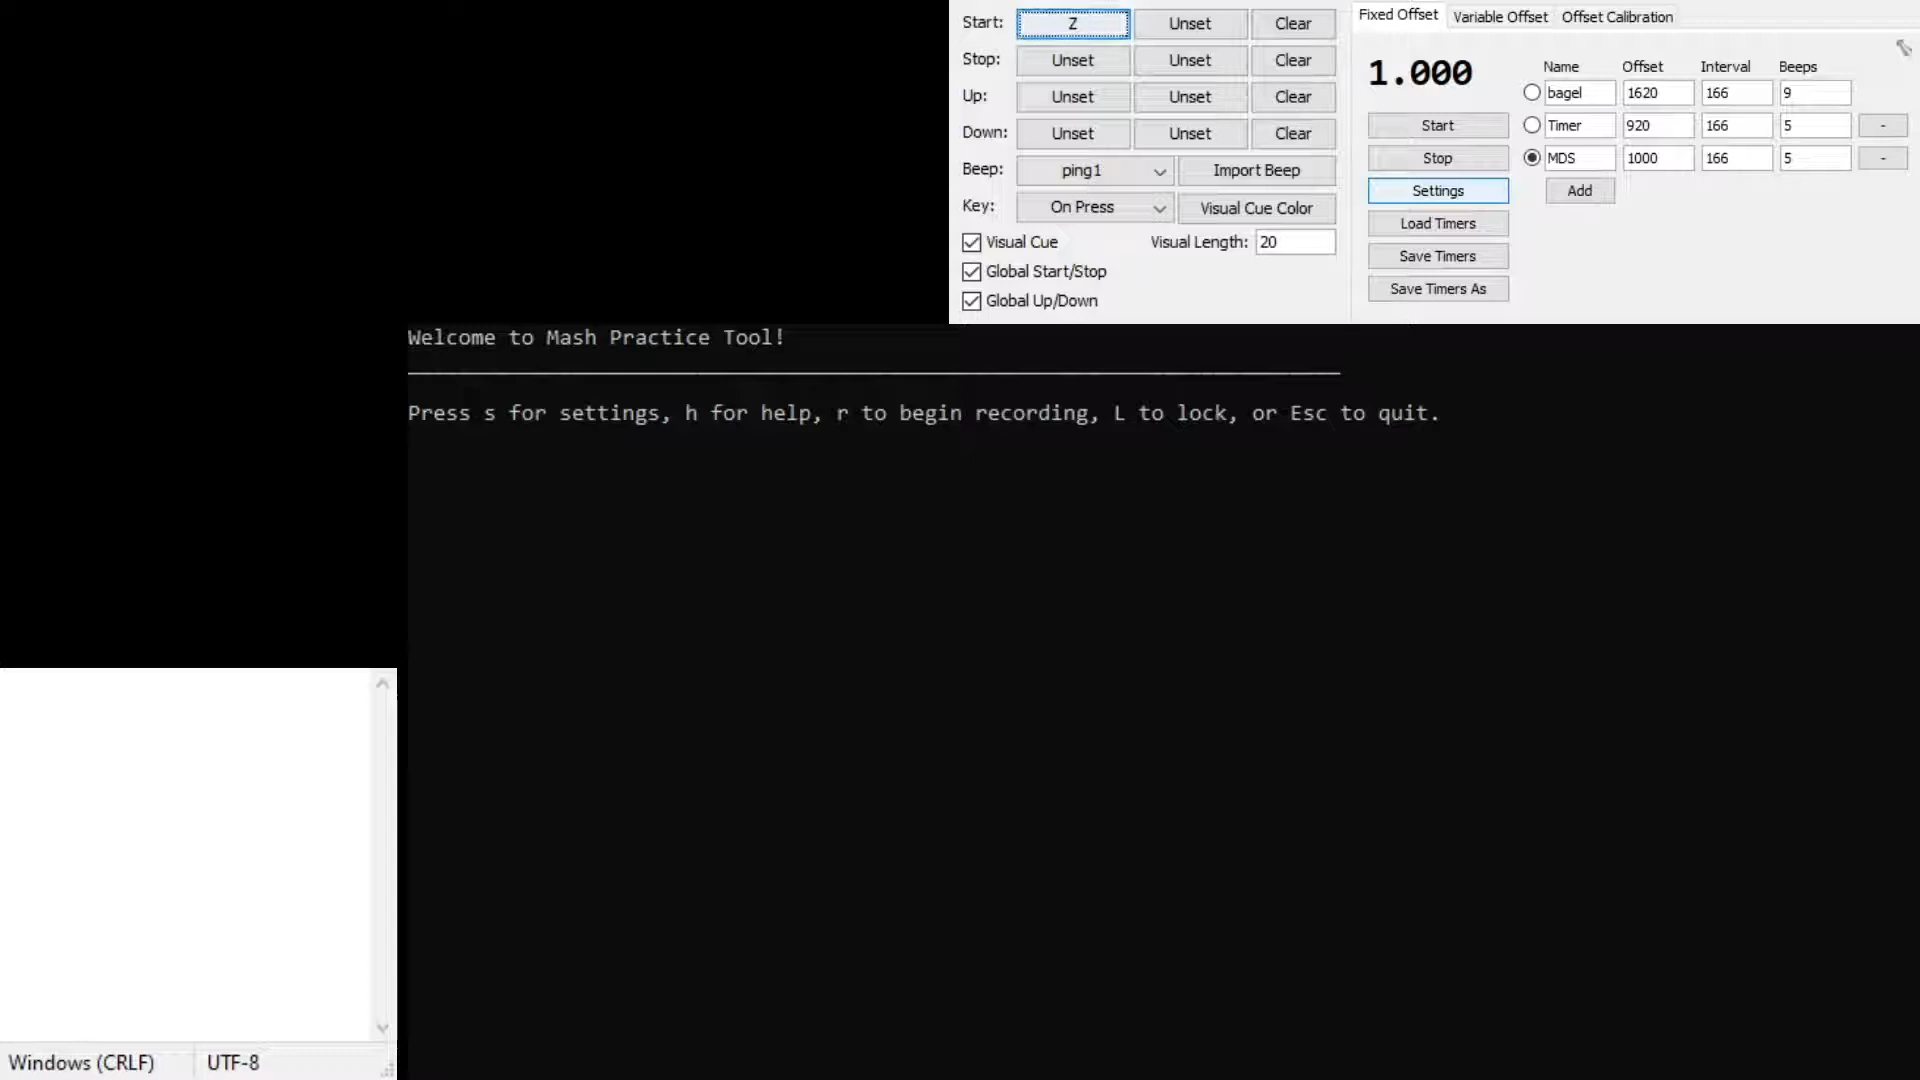 Start: Z Unset Clear
Stop: Unset Unset Clear
Up: Unset Unset Clear
Down: Unset Unset Clear
Beep: ping1 Import Beep
Key: On Press Visual Cue Color
Visual Cue Visual Length: 20
Global Start/Stop
Global Up/Down
Fixed Offset Variable Offset Offset Calibration
1.000
Start
Stop
Settings
Load Timers
Save Timers
Save Timers As
Name Offset Interval Beeps
bagel 1620 166 9
Timer 920 166 5 -
MDS 1000 166 5 -
Add
Welcome to Mash Practice Tool!
Press s for settings, h for help, r to begin recording, L to lock, or Esc to quit.
Windows (CRLF) UTF-8